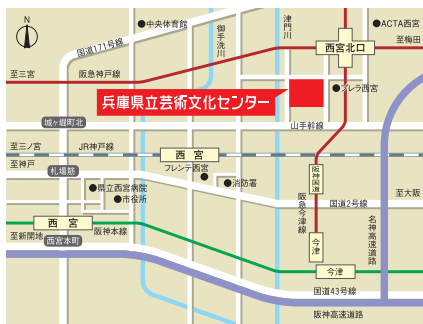 N
中央体育館
国道171号線
御手洗川
津門川
ACTA西宮
至梅田
西宮北口
至三宮
阪急神戸線
プレラ西宮
兵庫県立芸術文化センター
城ヶ堀町北
山手幹線
至三ノ宮
JR神戸線
西宮
至神戸
札場筋
フレンテ西宮
阪神国道
県立西宮病院
消防署
市役所
至大阪
国道2号線
阪急今津線
名神高速道路
西宮
阪神本線
至新開地
西宮本町
今津
今津
国道43号線
阪神高速道路